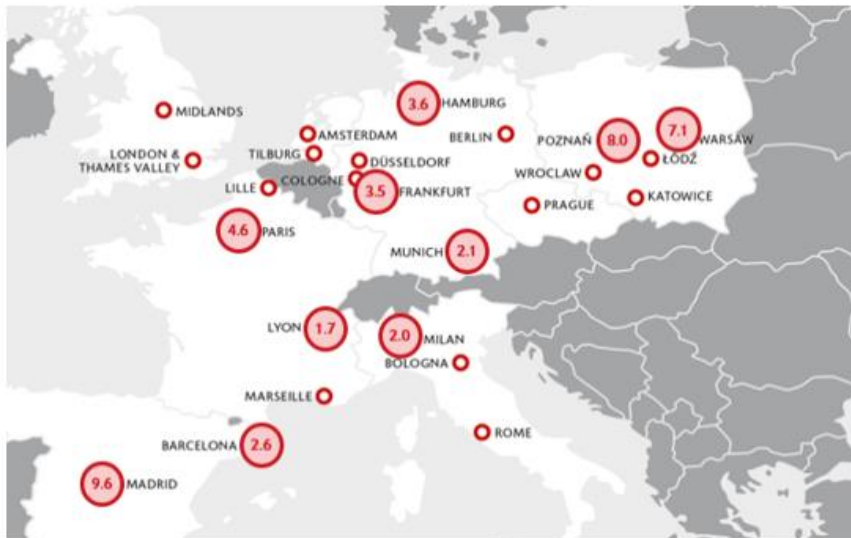 3.6 HAMBURG
MIDLANDS
AMSTERDAM
BERLIN
POZNAŃ 8.0
7.1 WARSAW
LONDON &
THAMES VALLEY
TILBURG
DÜSSELDORF
ŁÓDŹ
COLOGNE
WROCLAW
LILLE
3.5 FRANKFURT
KATOWICE
PRAGUE
4.6 PARIS
MUNICH 2.1
LYON 1.7
2.0 MILAN
BOLOGNA
MARSEILLE
ROME
BARCELONA 2.6
9.6 MADRID